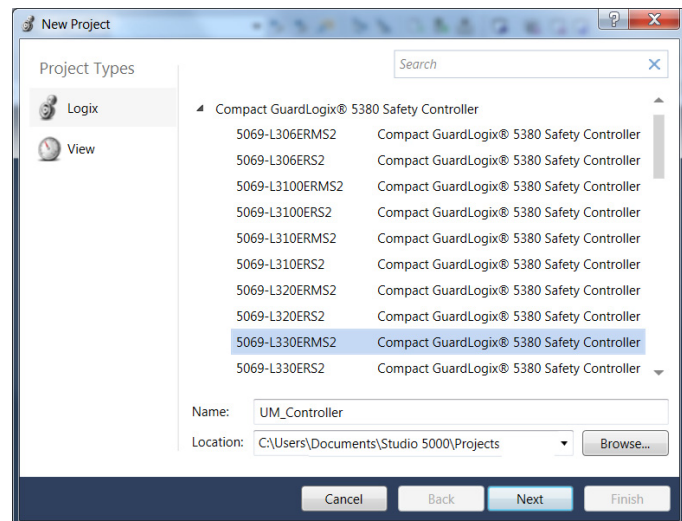 New Project
Project Types
Search
Logix
View
Compact GuardLogix® 5380 Safety Controller
5069-L306ERMS2 Compact GuardLogix® 5380 Safety Controller
5069-L306ERS2 Compact GuardLogix® 5380 Safety Controller
5069-L3100ERMS2 Compact GuardLogix® 5380 Safety Controller
5069-L3100ERS2 Compact GuardLogix® 5380 Safety Controller
5069-L310ERMS2 Compact GuardLogix® 5380 Safety Controller
5069-L310ERS2 Compact GuardLogix® 5380 Safety Controller
5069-L320ERMS2 Compact GuardLogix® 5380 Safety Controller
5069-L320ERS2 Compact GuardLogix® 5380 Safety Controller
5069-L330ERMS2 Compact GuardLogix® 5380 Safety Controller
5069-L330ERS2 Compact GuardLogix® 5380 Safety Controller
Name: UM_Controller
Location: C:\Users\Documents\Studio 5000\Projects Browse...
Cancel Back Next Finish